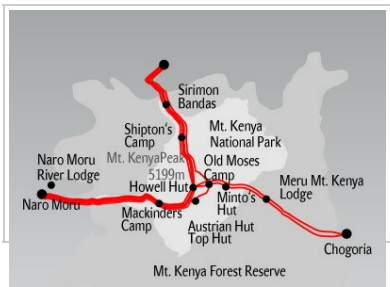 Sirimon
Bandas
Shipton's
Camp
Mt. Kenya
National Park
Mt. KenyaPeak
5199m
Naro Moru
River Lodge
Old Moses
Camp
Howell Hut
Minto's
Hut
Meru Mt. Kenya
Lodge
Naro Moru
Mackinders
Camp
Austrian Hut
Top Hut
Chogoria
Mt. Kenya Forest Reserve